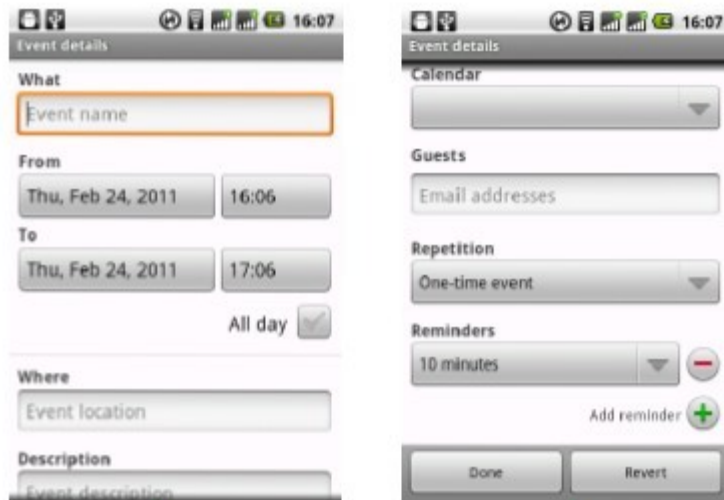 16:07
Event details
What
Event name
From
Thu, Feb 24, 2011 16:06
To
Thu, Feb 24, 2011 17:06
All day
Where
Event location
Description
Event description
16:07
Event details
Calendar
Guests
Email addresses
Repetition
One-time event
Reminders
10 minutes
Add reminder
Done Revert